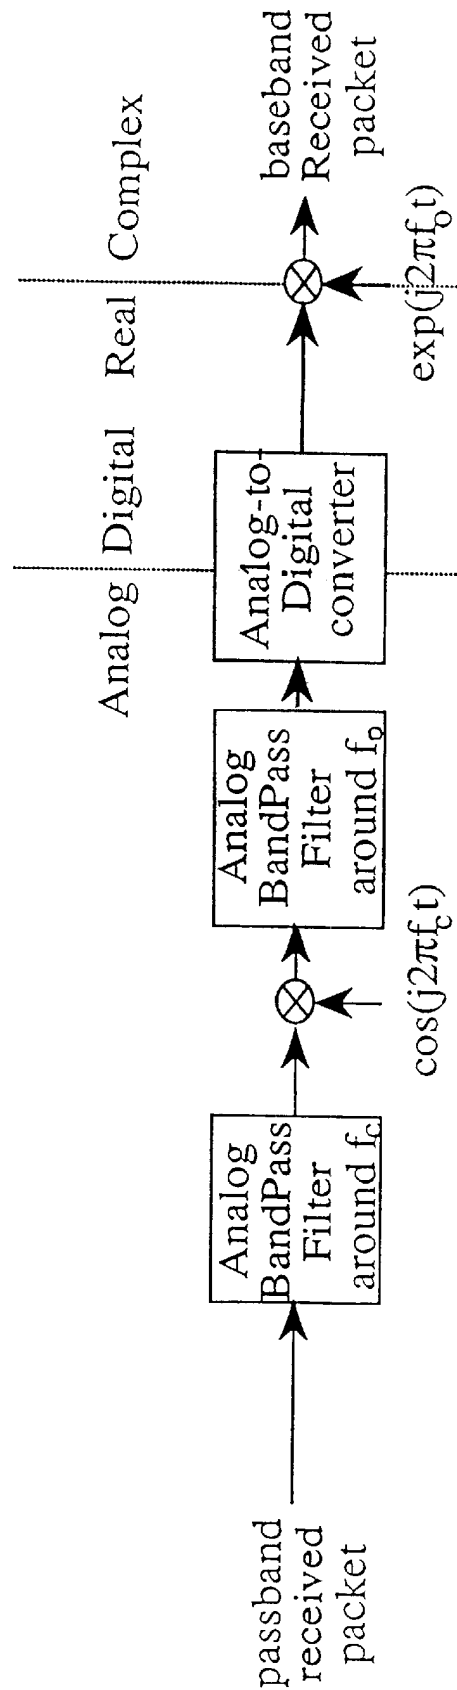 Analog Digital Real Complex
passband
received
packet
Analog
BandPass
Filter
around f_c
cos(j2πf_ct)
Analog
BandPass
Filter
around f_o
Analog-to-
Digital
converter
exp(j2πf_ot)
baseband
Received
packet